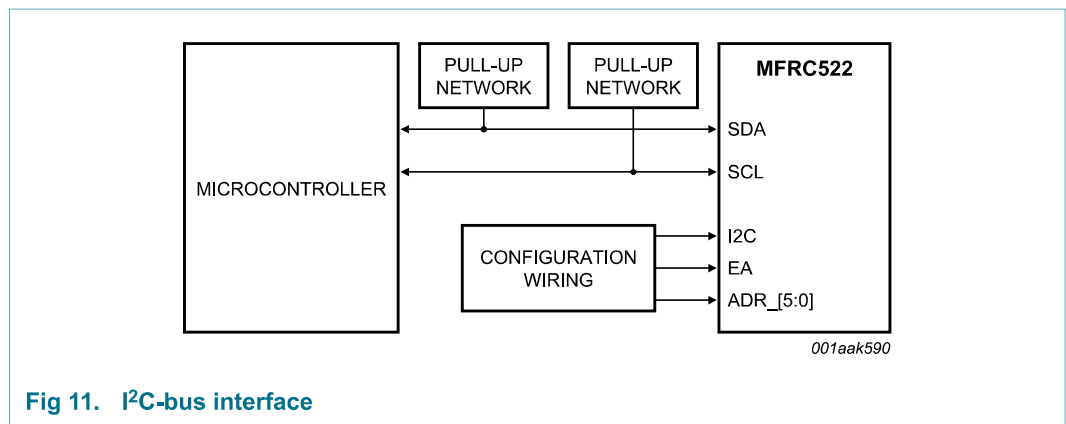 PULL-UP
NETWORK
PULL-UP
NETWORK
MFRC522
SDA
SCL
MICROCONTROLLER
I2C
CONFIGURATION
WIRING
EA
ADR_[5:0]
001aak590
Fig 11. I²C-bus interface